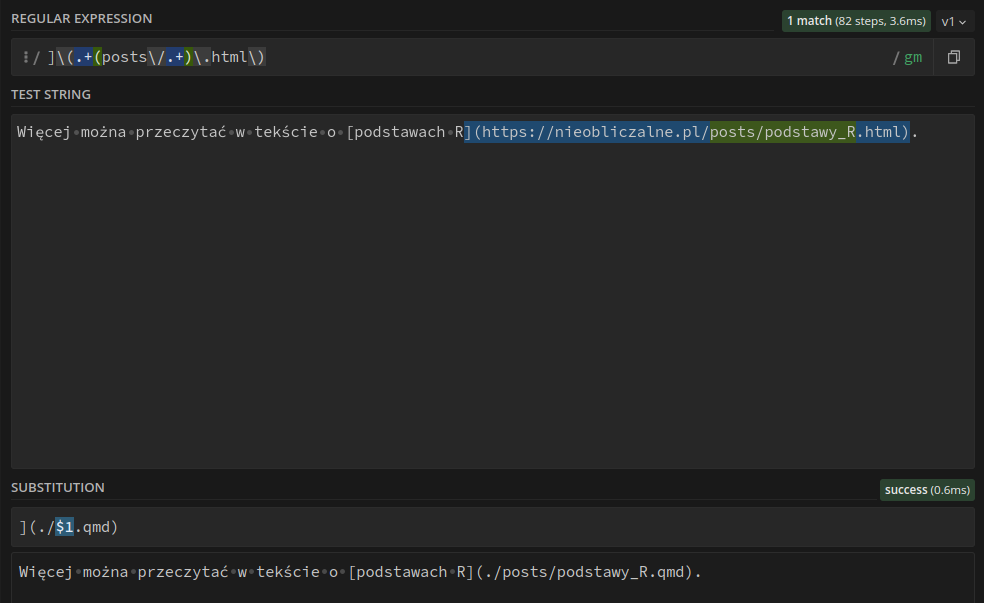 REGULAR EXPRESSION
1 match (82 steps, 3.6ms) v1
/ ]\(.+(posts\/.+)\.html\) / gm
TEST STRING
Więcej·można·przeczytać·w·tekście·o·[podstawach·R](https://nieobliczalne.pl/posts/podstawy_R.html).
SUBSTITUTION
success (0.6ms)
](./$1.qmd)
Więcej·można·przeczytać·w·tekście·o·[podstawach·R](./posts/podstawy_R.qmd).